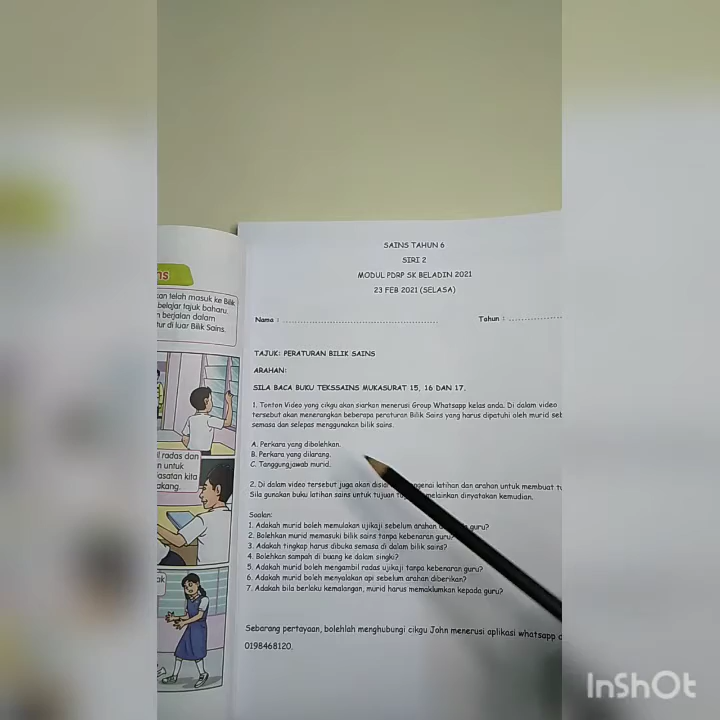 SAINS TAHUN 6
SIRI 2
MODUL PDRP SK BELADIN 2021
23 FEB 2021 (SELASA)
Nama :
Tahun :
TAJUK: PERATURAN BILIK SAINS
ARAHAN:
SILA BACA BUKU TEKSSAINS MUKASURAT 15, 16 DAN 17.
1. Tonton Video yang cikgu akan siarkan menerusi Group Whatsapp kelas anda. Di dalam video
tersebut akan menerangkan beberapa peraturan Bilik Sains yang harus dipatuhi oleh murid
semasa dan selepas menggunakan bilik sains.
A. Perkara yang dibolehkan.
B. Perkara yang dilarang.
C. Tanggungjawab murid.
2. Di dalam video tersebut juga akan latihan dan arahan untuk membuat
Sila gunakan buku latihan sains untuk tujuan melainkan dinyatakan kemudian.
Soalan:
1. Adakah murid boleh memulakan ujikaji sebelum arahan guru?
2. Bolehkan murid memasuki bilik sains tanpa kebenaran guru?
3. Adakah tingkap harus dibuka semasa di dalam bilik sains?
4. Bolehkan sampah di buang ke dalam singki?
5. Adakah murid boleh mengambil radas ujikaji tanpa kebenaran guru?
6. Adakah murid boleh menyalakan api sebelum arahan diberikan?
7. Adakah bila berlaku kemalangan, murid harus memaklumkan kepada guru?
Sebarang pertayaan, bolehlah menghubungi cikgu John menerusi aplikasi whatsapp
0198468120.
telah masuk ke Bilik
belajar tajuk baharu.
berjalan dalam
di luar Bilik Sains.
radas dan
untuk
kita
InShOt